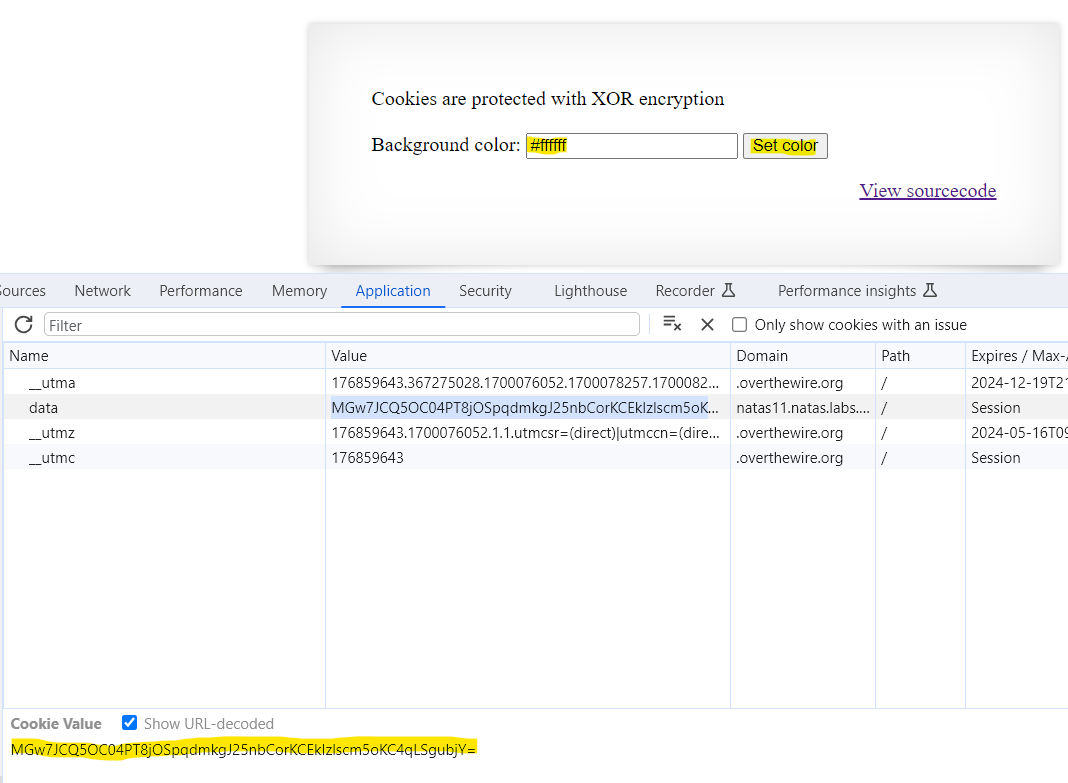 Cookies are protected with XOR encryption
Background color: #ffffff Set color
View sourcecode
Sources Network Performance Memory Application Security Lighthouse Recorder Performance insights
Filter Only show cookies with an issue
Name Value Domain Path Expires / Max-A
__utma 176859643.367275028.1700076052.1700078257.1700082... .overthewire.org / 2024-12-19T21
data MGw7JCQ5OC04PT8jOSpqdmkgJ25nbCorKCEkIzIscm5oK... natas11.natas.labs.... / Session
__utmz 176859643.1700076052.1.1.utmcsr=(direct)|utmccn=(dire... .overthewire.org / 2024-05-16T09
__utmc 176859643 .overthewire.org / Session
Cookie Value Show URL-decoded
MGw7JCQ5OC04PT8jOSpqdmkgJ25nbCorKCEkIzIscm5oKC4qLSgubjY=